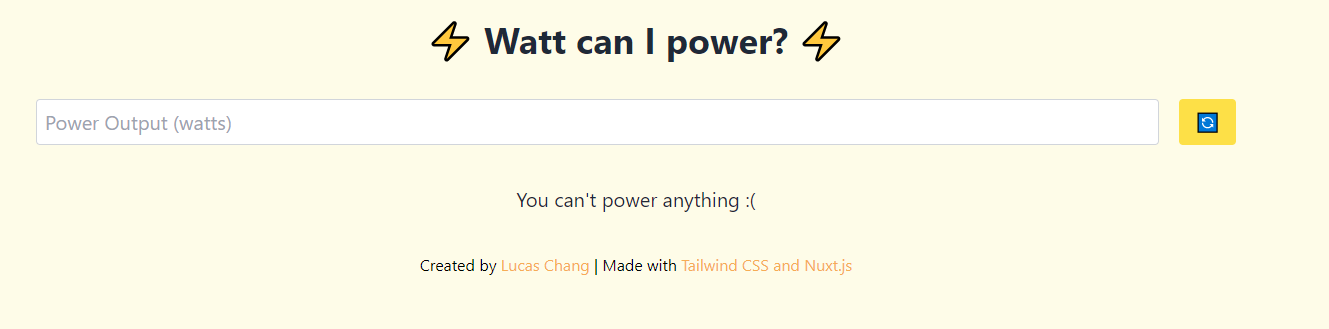 ⚡ Watt can I power? ⚡
Power Output (watts)
You can't power anything :(
Created by Lucas Chang | Made with Tailwind CSS and Nuxt.js